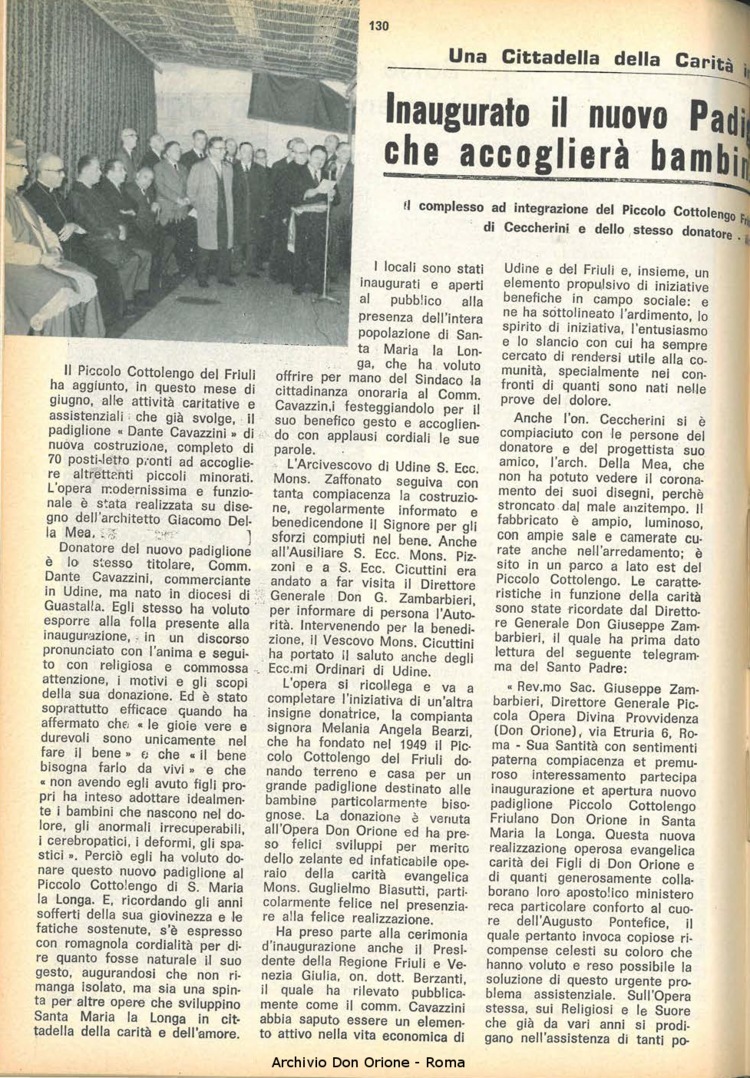 130
Una Cittadella della Carità
Inaugurato il nuovo
che accoglierà
Il complesso ad integrazione del Piccolo Cottolengo
di Ceccherini e dello stesso donatore -
Il Piccolo Cottolengo del Friuli
ha aggiunto, in questo mese di
giugno, alle attività caritative e
assistenziali che già svolge, il
padiglione « Dante Cavazzini » di
nuova costruzione, completo di
70 posti-letto pronti ad accoglie-
re altrettanti piccoli minorati.
L'opera modernissima e funzio-
nale è stata realizzata su dise-
gno dell'architetto Giacomo Del-
la Mea.
Donatore del nuovo padiglione
è lo stesso titolare, Comm.
Dante Cavazzini, commerciante
in Udine, ma nato in diocesi di
Guastalla. Egli stesso ha voluto
esporre alla folla presente alla
inaugurazione, in un discorso
pronunciato con l'anima e segui-
to con religiosa e commossa
attenzione, i motivi e gli scopi
della sua donazione. Ed è stato
soprattutto efficace quando ha
affermato che « le gioie vere e
durevoli sono unicamente nel
fare il bene » e che « il bene
bisogna farlo da vivi » e che
« non avendo egli avuto figli pro-
pri ha inteso adottare idealmen-
te i bambini che nascono nel do-
lore, gli anormali irrecuperabili,
i cerebropatici, i deformi, gli spa-
stici ». Perciò egli ha voluto do-
nare questo nuovo padiglione al
Piccolo Cottolengo di S. Maria
la Longa. E, ricordando gli anni
sofferti della sua giovinezza e le
fatiche sostenute, s'è espresso
con romagnola cordialità per di-
re quanto fosse naturale il suo
gesto, augurandosi che non ri-
manga isolato, ma sia una spin-
ta per altre opere che sviluppino
Santa Maria la Longa in cit-
tadella della carità e dell'amore.
I locali sono stati
inaugurati e aperti
al pubblico alla
presenza dell'intera
popolazione di San-
ta Maria la Lon-
ga, che ha voluto
offrire per mano del Sindaco la
cittadinanza onoraria al Comm.
Cavazzin,i festeggiandolo per il
suo benefico gesto e accoglien-
do con applausi cordiali le sue
parole.
L'Arcivescovo di Udine S. Ecc.
Mons. Zaffonato seguiva con
tanta compiacenza la costruzio-
ne, regolarmente informato e
benedicendone il Signore per gli
sforzi compiuti nel bene. Anche
all'Ausiliare S. Ecc. Mons. Piz-
zoni e a S. Ecc. Cicuttini era
andato a far visita il Direttore
Generale Don G. Zambarbieri,
per informare di persona l'Auto-
rità. Intervenendo per la benedi-
zione, il Vescovo Mons. Cicuttini
ha portato il saluto anche degli
Ecc.mi Ordinari di Udine.
L'opera si ricollega e va a
completare l'iniziativa di un'altra
insigne donatrice, la compianta
signora Melania Angela Bearzi,
che ha fondato nel 1949 il Pic-
colo Cottolengo del Friuli do-
nando terreno e casa per un
grande padiglione destinato alle
bambine particolarmente biso-
gnose. La donazione è venuta
all'Opera Don Orione ed ha pre-
so felici sviluppi per merito
dello zelante ed infaticabile ope-
raio della carità evangelica
Mons. Guglielmo Biasutti, parti-
colarmente felice nel presenzia-
re alla felice realizzazione.
Ha preso parte alla cerimonia
d'inaugurazione anche il Presi-
dente della Regione Friuli e Ve-
nezia Giulia, on. dott. Berzanti,
il quale ha rilevato pubblica-
mente come il comm. Cavazzini
abbia saputo essere un elemen-
to attivo nella vita economica di
Udine e del Friuli e, insieme, un
elemento propulsivo di iniziative
benefiche in campo sociale: e
ne ha sottolineato l'ardimento, lo
spirito di iniziativa, l'entusiasmo
e lo slancio con cui ha sempre
cercato di rendersi utile alla co-
munità, specialmente nei con-
fronti di quanti sono nati nelle
prove del dolore.
Anche l'on. Ceccherini si è
compiaciuto con le persone del
donatore e del progettista suo
amico, l'arch. Della Mea, che
non ha potuto vedere il corona-
mento dei suoi disegni, perchè
stroncato dal male anzitempo. Il
fabbricato è ampio, luminoso,
con ampie sale e camerate cu-
rate anche nell'arredamento; è
sito in un parco a lato est del
Piccolo Cottolengo. Le caratte-
ristiche in funzione della carità
sono state ricordate dal Diretto-
re Generale Don Giuseppe Zam-
barbieri, il quale ha prima dato
lettura del seguente telegram-
ma del Santo Padre:
« Rev.mo Sac. Giuseppe Zam-
barbieri, Direttore Generale Pic-
cola Opera Divina Provvidenza
(Don Orione), via Etruria 6, Ro-
ma - Sua Santità con sentimenti
paterna compiacenza et premu-
roso interessamento partecipa
inaugurazione et apertura nuovo
padiglione Piccolo Cottolengo
Friulano Don Orione in Santa
Maria la Longa. Questa nuova
realizzazione operosa evangelica
carità dei Figli di Don Orione e
di quanti generosamente colla-
borano loro apostolico ministero
reca particolare conforto al cuo-
re dell'Augusto Pontefice, il
quale pertanto invoca copiose ri-
compense celesti su coloro che
hanno voluto e reso possibile la
soluzione di questo urgente pro-
blema assistenziale. Sull'Opera
stessa, sui Religiosi e le Suore
che già da vari anni si prodi-
gano nell'assistenza di tanti po-
Archivio Don Orione - Roma